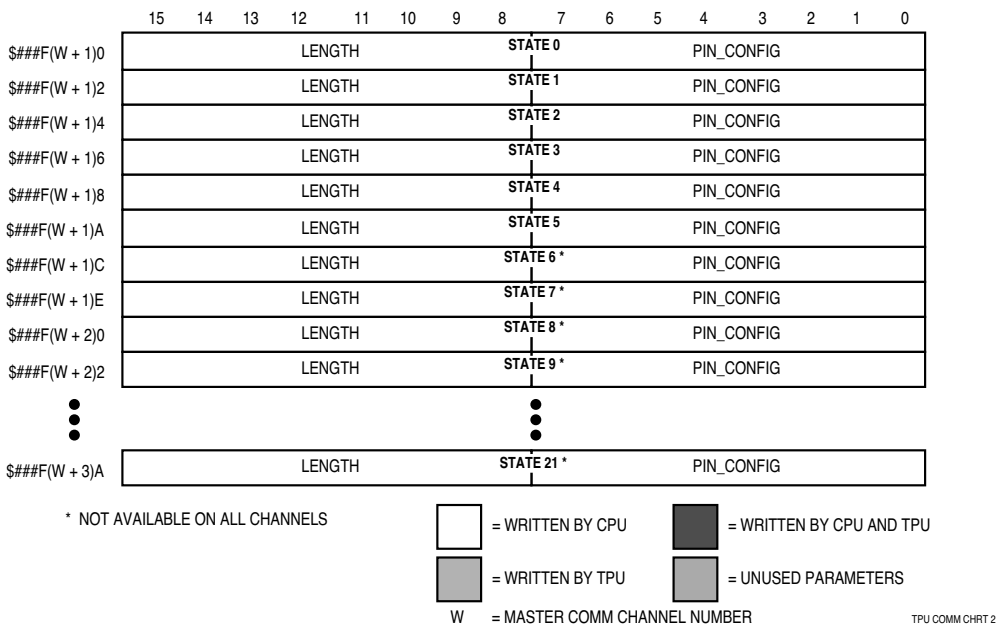 15 14 13 12 11 10 9 8 7 6 5 4 3 2 1 0
$###F(W + 1)0 LENGTH STATE 0 PIN_CONFIG
$###F(W + 1)2 LENGTH STATE 1 PIN_CONFIG
$###F(W + 1)4 LENGTH STATE 2 PIN_CONFIG
$###F(W + 1)6 LENGTH STATE 3 PIN_CONFIG
$###F(W + 1)8 LENGTH STATE 4 PIN_CONFIG
$###F(W + 1)A LENGTH STATE 5 PIN_CONFIG
$###F(W + 1)C LENGTH STATE 6 * PIN_CONFIG
$###F(W + 1)E LENGTH STATE 7 * PIN_CONFIG
$###F(W + 2)0 LENGTH STATE 8 * PIN_CONFIG
$###F(W + 2)2 LENGTH STATE 9 * PIN_CONFIG
$###F(W + 3)A LENGTH STATE 21 * PIN_CONFIG
* NOT AVAILABLE ON ALL CHANNELS
= WRITTEN BY CPU
= WRITTEN BY CPU AND TPU
= WRITTEN BY TPU
= UNUSED PARAMETERS
W = MASTER COMM CHANNEL NUMBER
TPU COMM CHRT 2